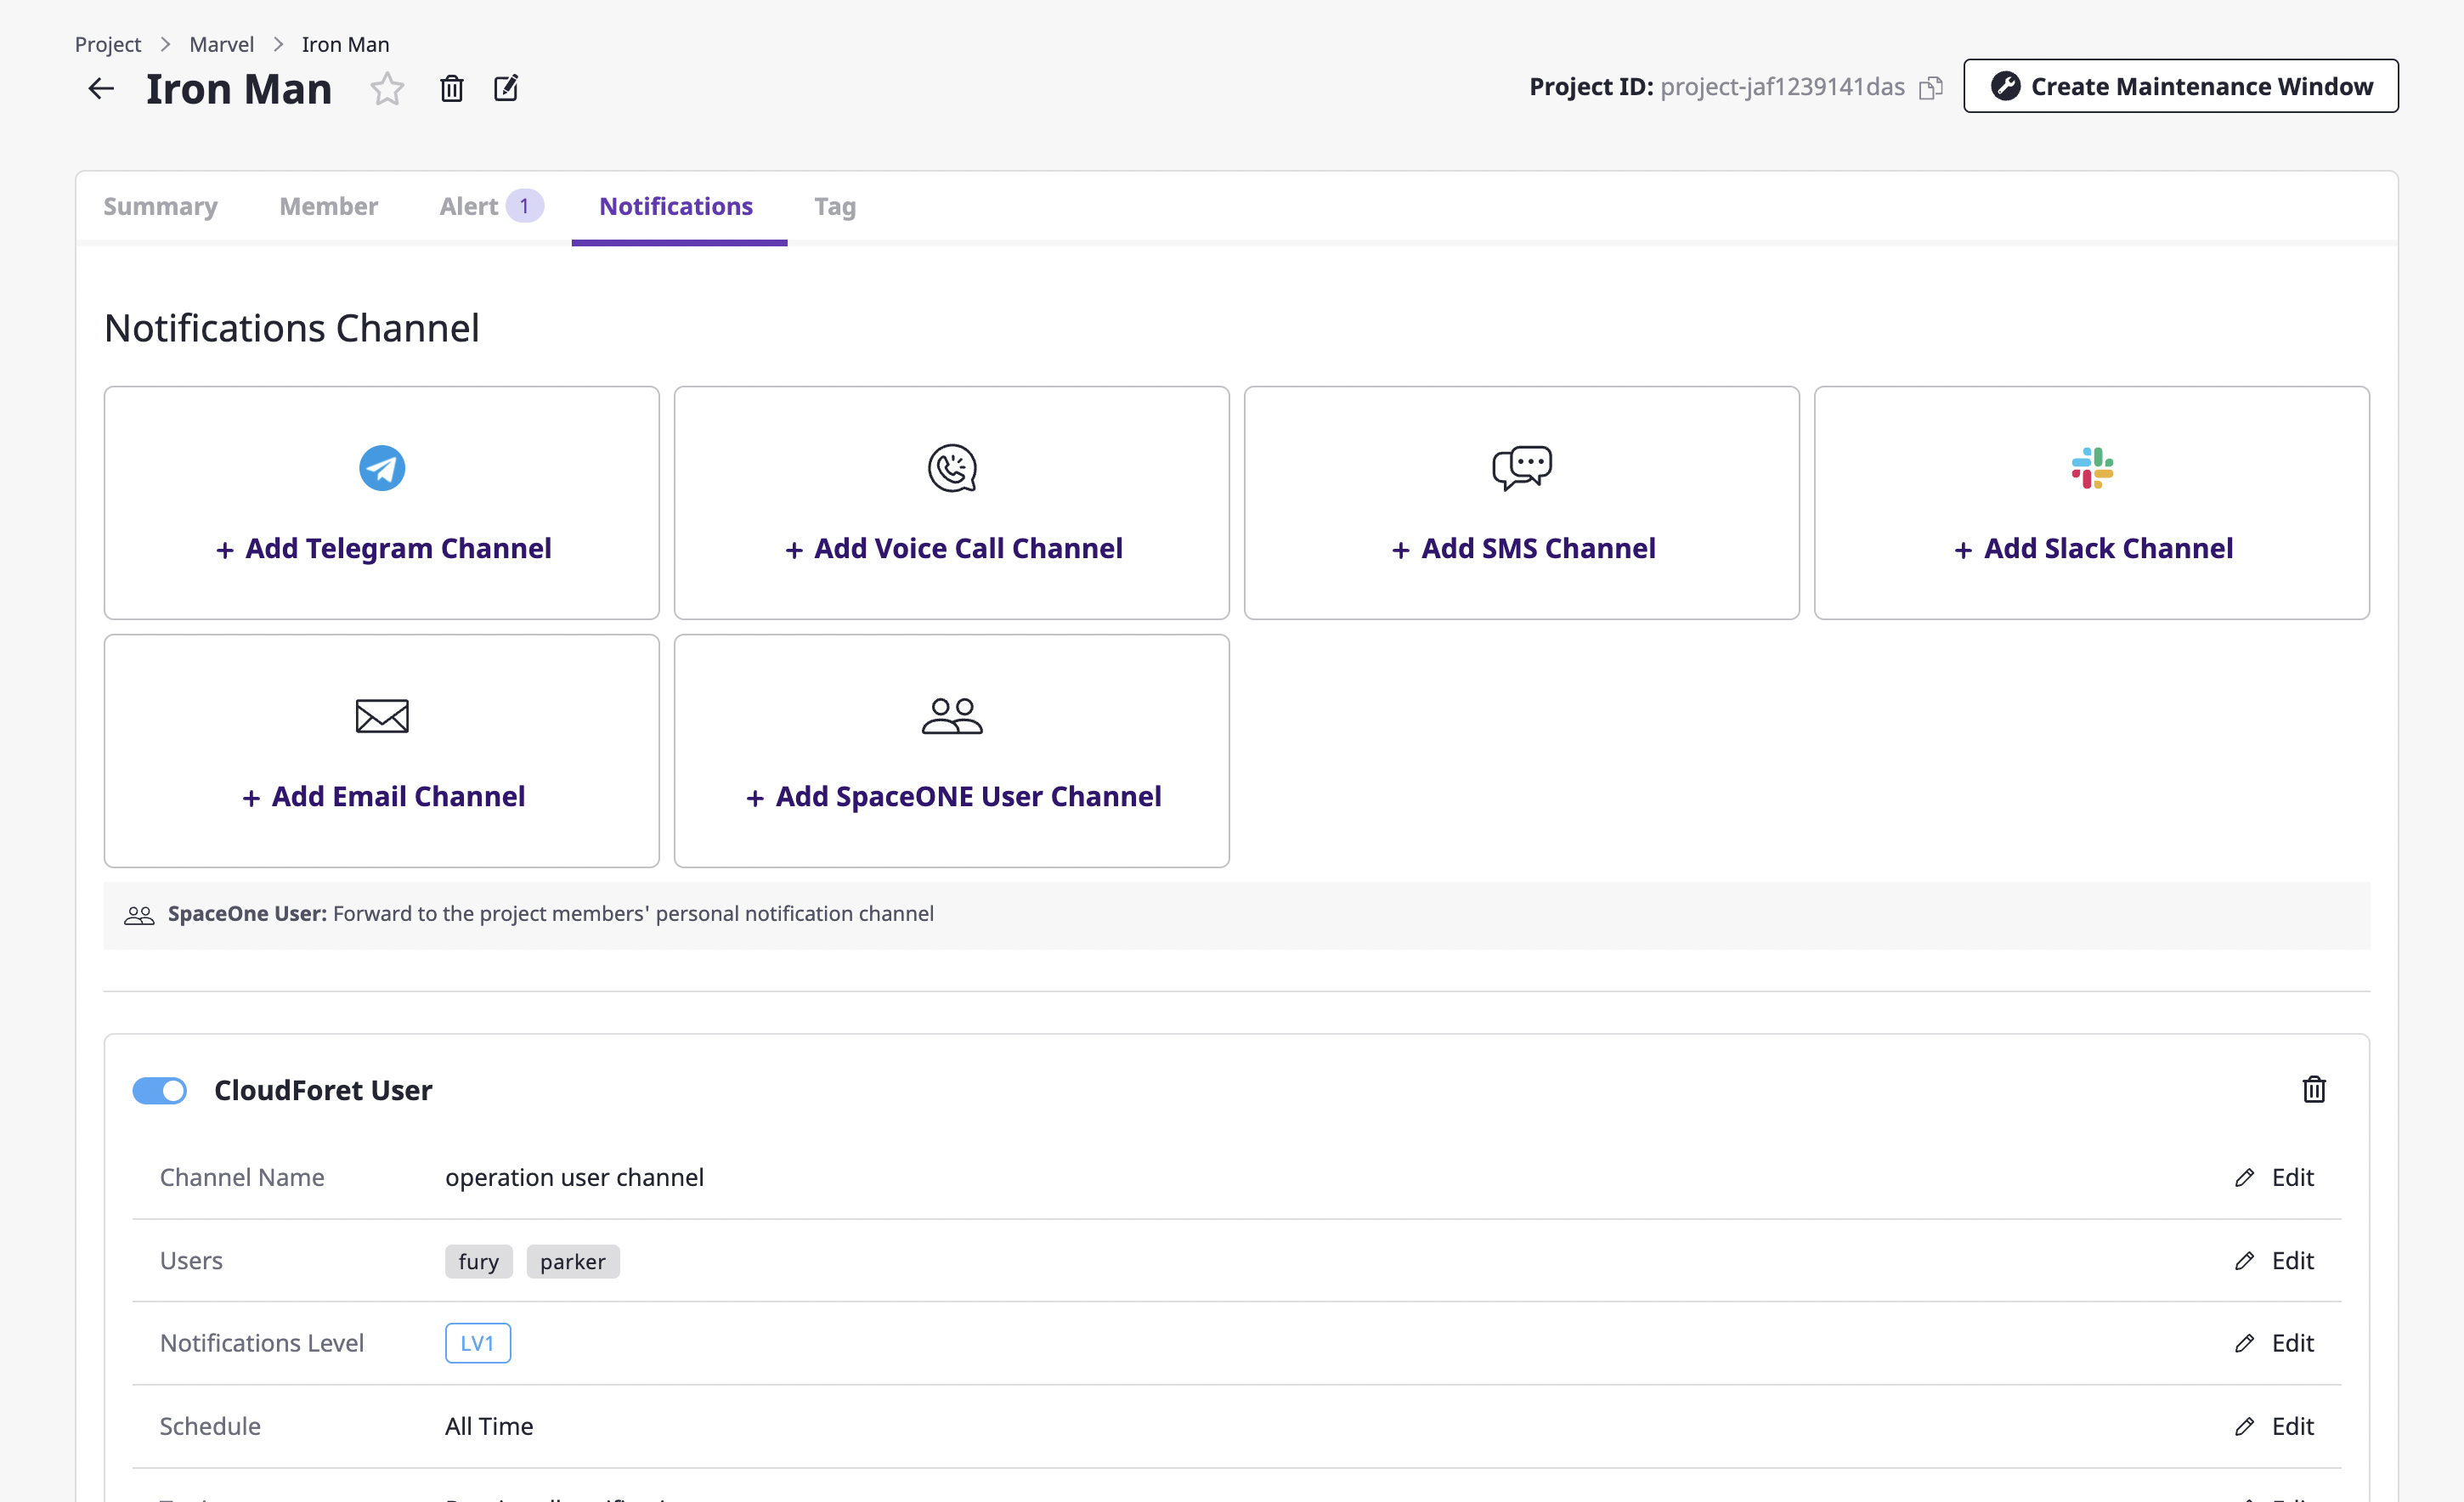 Project > Marvel > Iron Man
Iron Man
Project ID: project-jaf1239141das
Create Maintenance Window
Summary Member Alert 1 Notifications Tag
Notifications Channel
+ Add Telegram Channel
+ Add Voice Call Channel
+ Add SMS Channel
+ Add Slack Channel
+ Add Email Channel
+ Add SpaceONE User Channel
SpaceOne User: Forward to the project members' personal notification channel
CloudForet User
Channel Name operation user channel Edit
Users fury parker Edit
Notifications Level LV1 Edit
Schedule All Time Edit